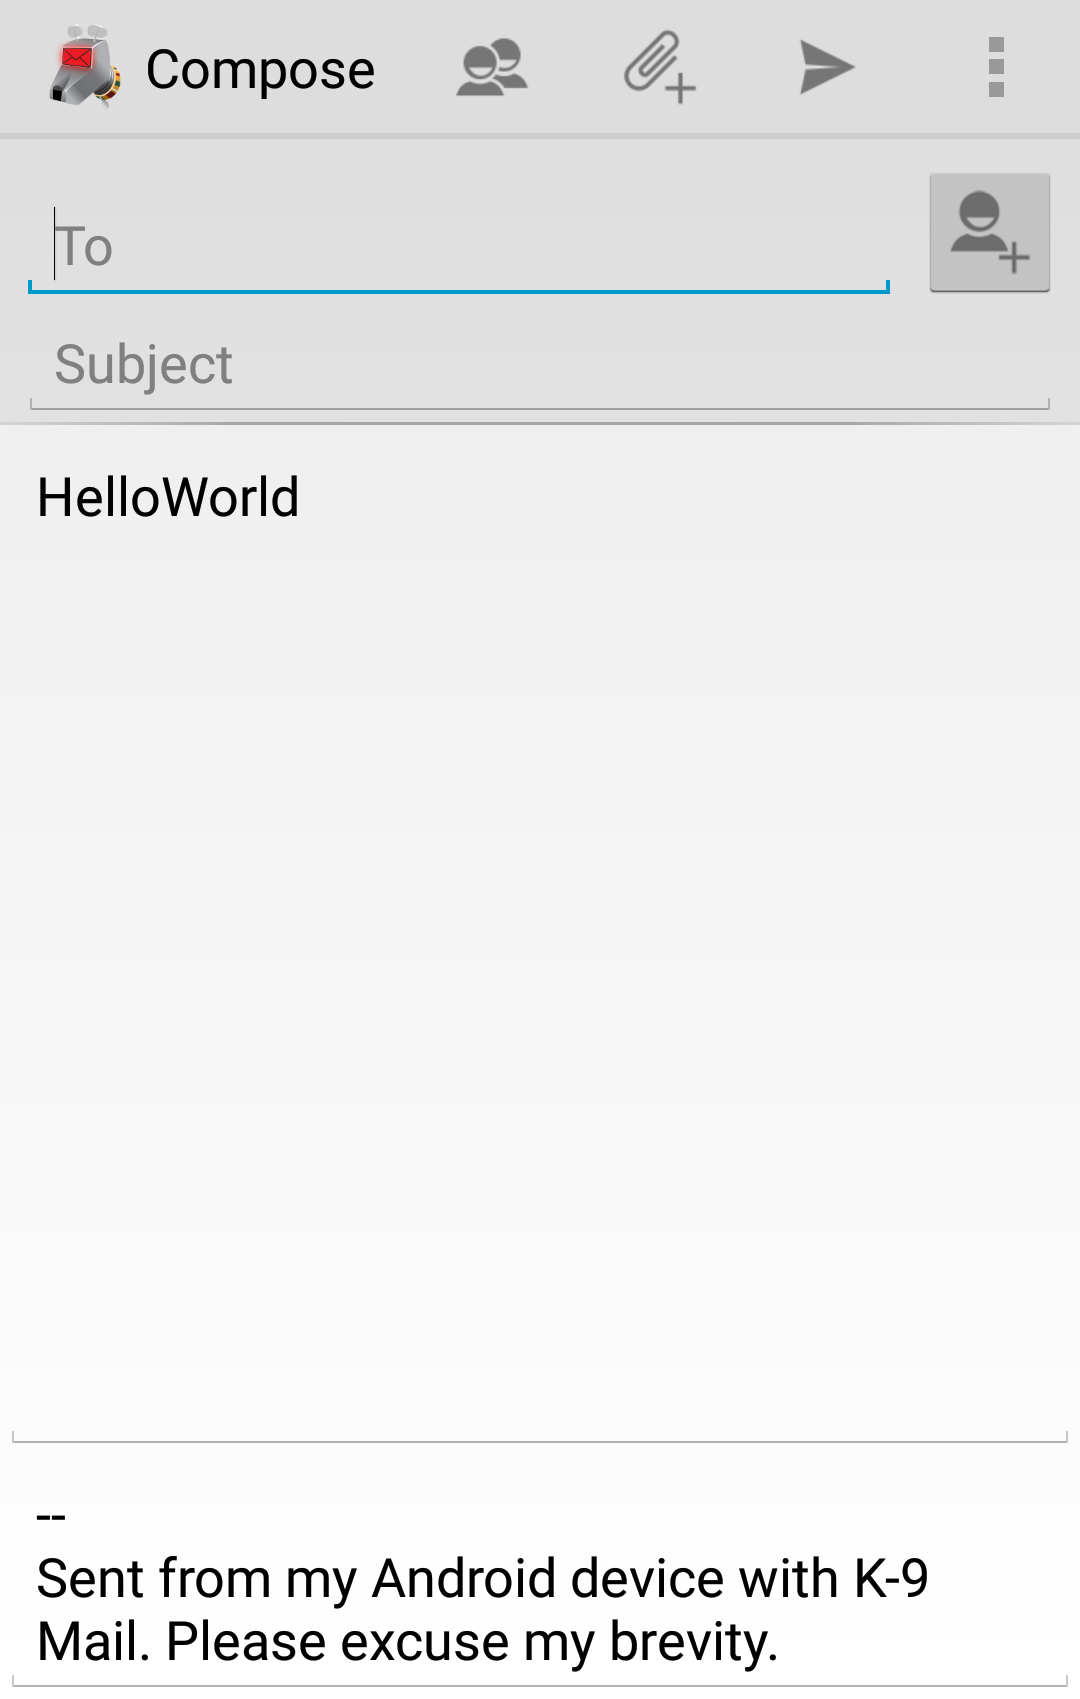 Compose
To
Subject
HelloWorld
--
Sent from my Android device with K-9
Mail. Please excuse my brevity.